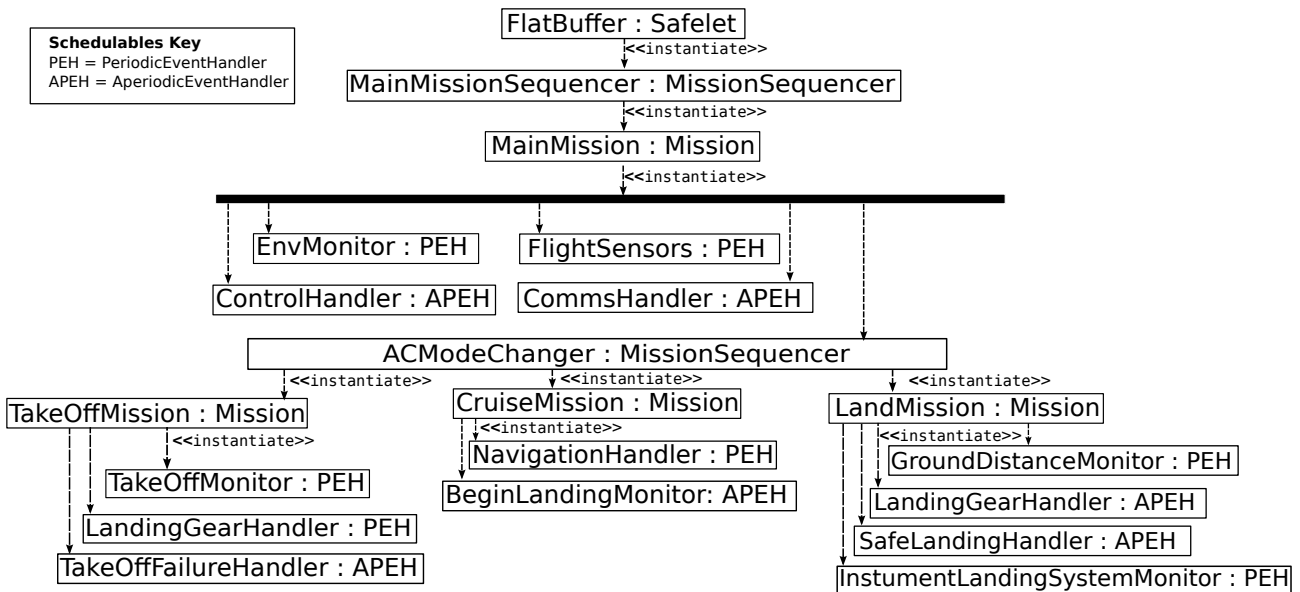 FlatBuffer : Safelet
Schedulables Key
PEH = PeriodicEventHandler
APEH = AperiodicEventHandler
<<instantiate>>
MainMissionSequencer : MissionSequencer
<<instantiate>>
MainMission : Mission
<<instantiate>>
EnvMonitor : PEH
FlightSensors : PEH
ControlHandler : APEH
CommsHandler : APEH
ACModeChanger : MissionSequencer
<<instantiate>>
<<instantiate>>
<<instantiate>>
TakeOffMission : Mission
CruiseMission : Mission
LandMission : Mission
<<instantiate>>
<<instantiate>>
<<instantiate>>
TakeOffMonitor : PEH
NavigationHandler : PEH
GroundDistanceMonitor : PEH
LandingGearHandler : PEH
BeginLandingMonitor: APEH
LandingGearHandler : APEH
TakeOffFailureHandler : APEH
SafeLandingHandler : APEH
InstumentLandingSystemMonitor : PEH